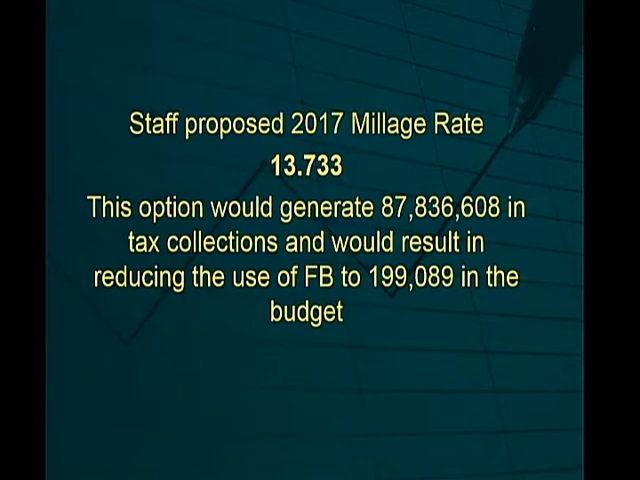 Staff proposed 2017 Millage Rate
13.733
This option would generate 87,836,608 in
tax collections and would result in
reducing the use of FB to 199,089 in the
budget